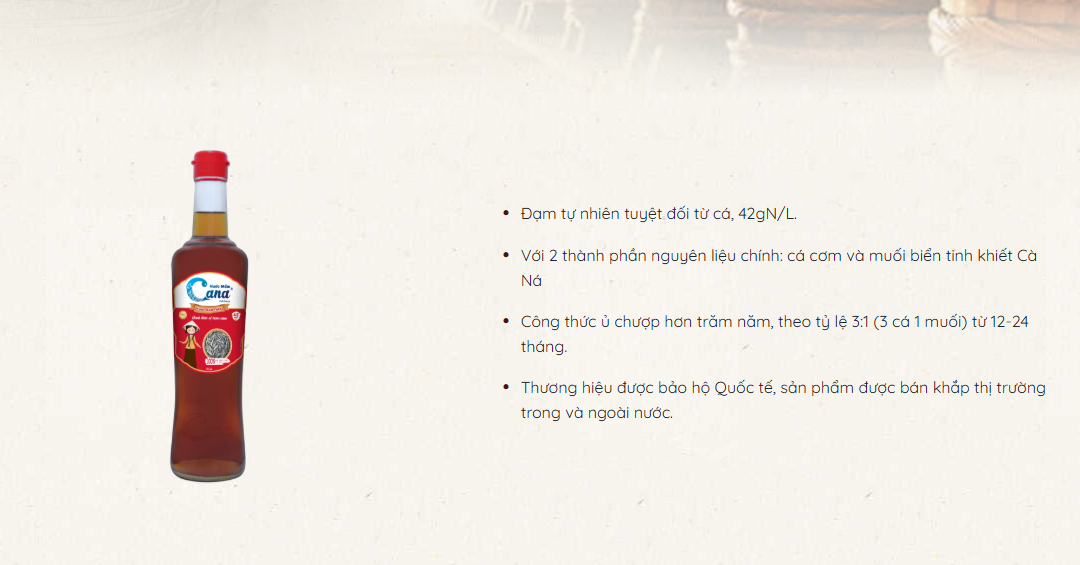 Nước Mắm
Cana
Đạm tự nhiên tuyệt đối từ cá, 42gN/L.
Với 2 thành phần nguyên liệu chính: cá cơm và muối biển tinh khiết Cà
Ná
Công thức ủ chượp hơn trăm năm, theo tỷ lệ 3:1 (3 cá 1 muối) từ 12-24
tháng.
Thương hiệu được bảo hộ Quốc tế, sản phẩm được bán khắp thị trường
trong và ngoài nước.